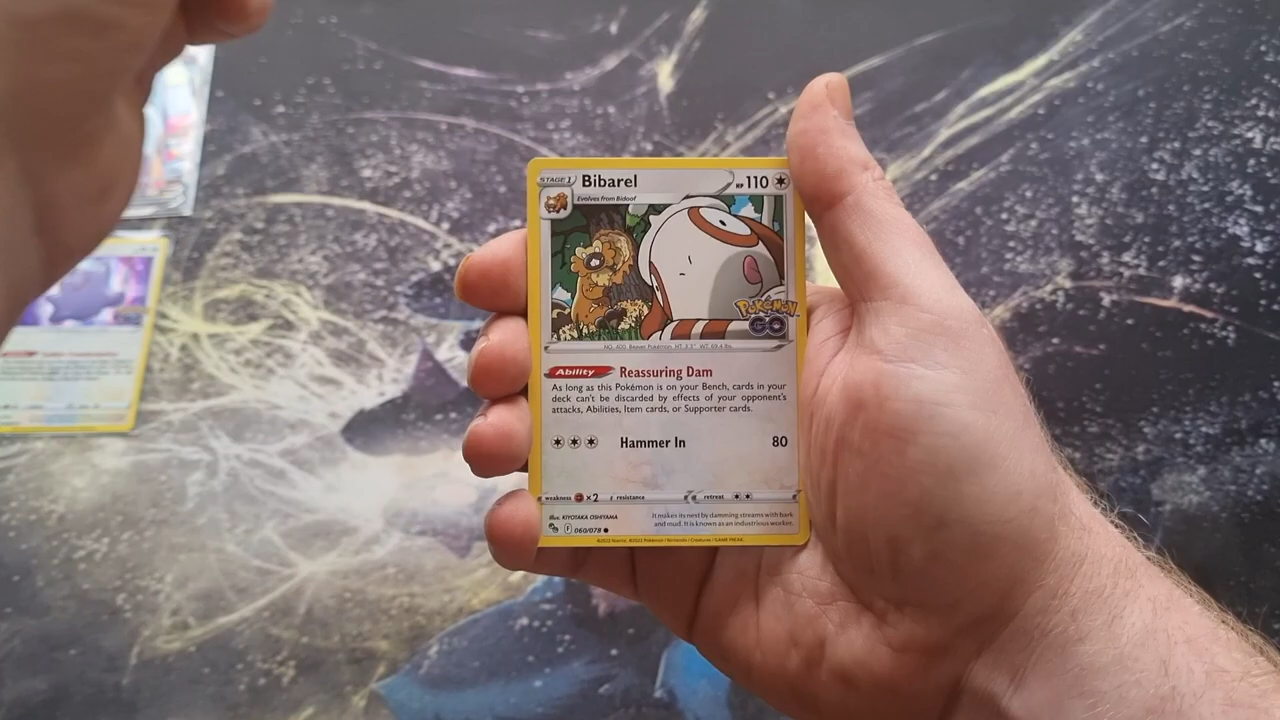 STAGE 1 Bibarel HP 110
Evolves from Bidoof
Pokémon
GO
NO. 400 Beaver Pokémon HT: 3'3" WT: 69.4 lbs.
Ability Reassuring Dam
As long as this Pokémon is on your Bench, cards in your
deck can't be discarded by effects of your opponent's
attacks, Abilities, Item cards, or Supporter cards.
Hammer In 80
weakness ×2 resistance retreat
Illus. KIYOTAKA OSHIYAMA
It makes its nest by damming streams with bark
and mud. It is known as an industrious worker.
F 060/078
©2022 Niantic. ©2022 Pokémon / Nintendo / Creatures / GAME FREAK.